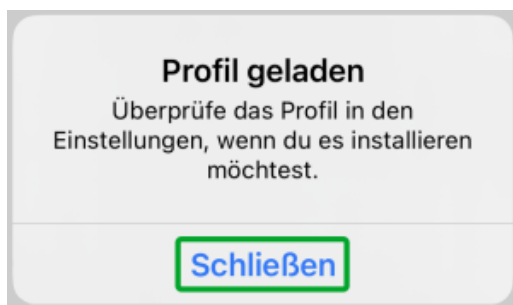 Profil geladen
Überprüfe das Profil in den
Einstellungen, wenn du es installieren
möchtest.
Schließen